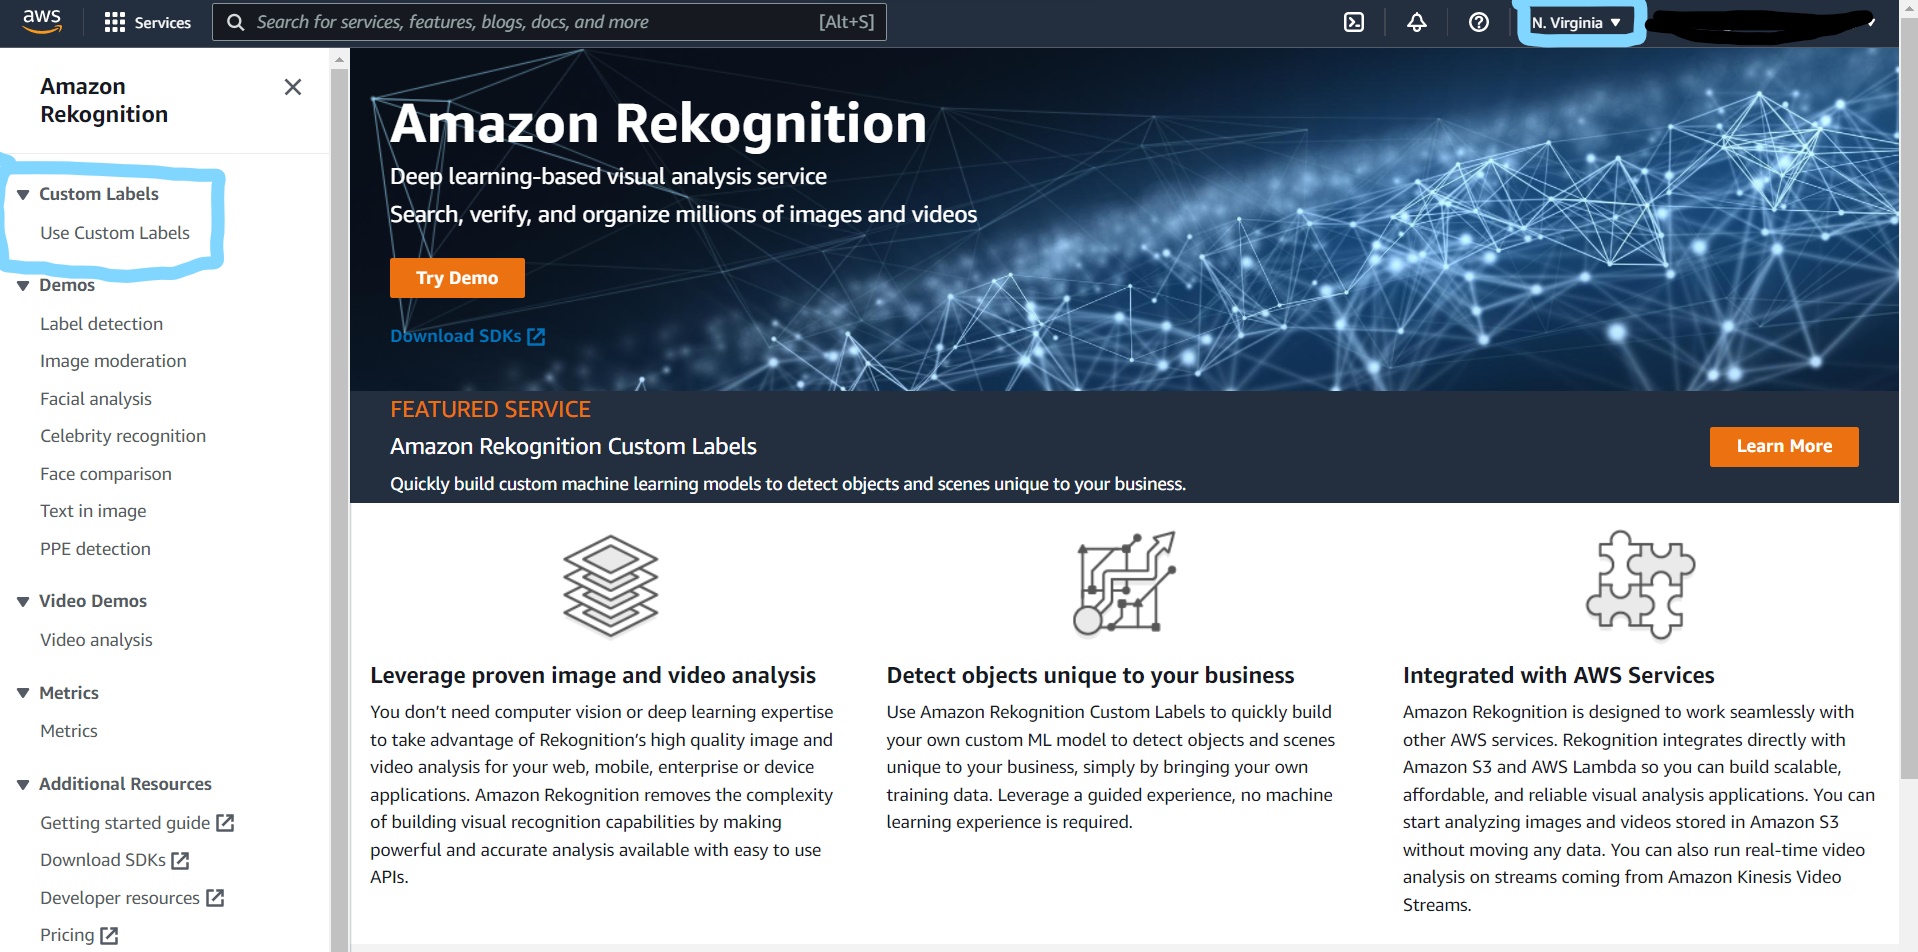 aws
Services
Search for services, features, blogs, docs, and more
[Alt+S]
N. Virginia
Amazon
Rekognition
Custom Labels
Use Custom Labels
Demos
Label detection
Image moderation
Facial analysis
Celebrity recognition
Face comparison
Text in image
PPE detection
Video Demos
Video analysis
Metrics
Metrics
Additional Resources
Getting started guide
Download SDKs
Developer resources
Pricing
Amazon Rekognition
Deep learning-based visual analysis service
Search, verify, and organize millions of images and videos
Try Demo
Download SDKs
FEATURED SERVICE
Amazon Rekognition Custom Labels
Quickly build custom machine learning models to detect objects and scenes unique to your business.
Learn More
Leverage proven image and video analysis
You don’t need computer vision or deep learning expertise
to take advantage of Rekognition’s high quality image and
video analysis for your web, mobile, enterprise or device
applications. Amazon Rekognition removes the complexity
of building visual recognition capabilities by making
powerful and accurate analysis available with easy to use
APIs.
Detect objects unique to your business
Use Amazon Rekognition Custom Labels to quickly build
your own custom ML model to detect objects and scenes
unique to your business, simply by bringing your own
training data. Leverage a guided experience, no machine
learning experience is required.
Integrated with AWS Services
Amazon Rekognition is designed to work seamlessly with
other AWS services. Rekognition integrates directly with
Amazon S3 and AWS Lambda so you can build scalable,
affordable, and reliable visual analysis applications. You can
start analyzing images and videos stored in Amazon S3
without moving any data. You can also run real-time video
analysis on streams coming from Amazon Kinesis Video
Streams.